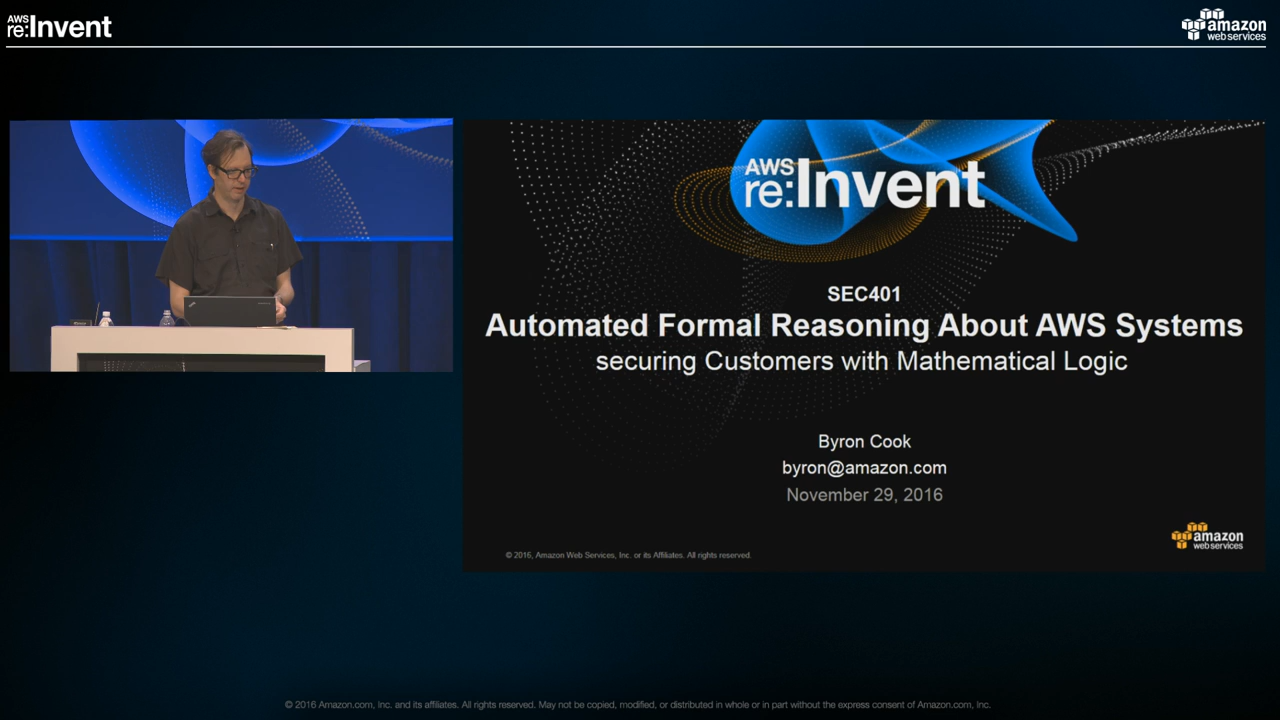 AWS
re:Invent
amazon
web services
AWS
re:Invent
SEC401
Automated Formal Reasoning About AWS Systems
securing Customers with Mathematical Logic
Byron Cook
byron@amazon.com
November 29, 2016
amazon
web services
© 2016, Amazon Web Services, Inc. or its Affiliates. All rights reserved.
© 2016 Amazon.com, Inc. and its affiliates. All rights reserved. May not be copied, modified, or distributed in whole or in part without the express consent of Amazon.com, Inc.